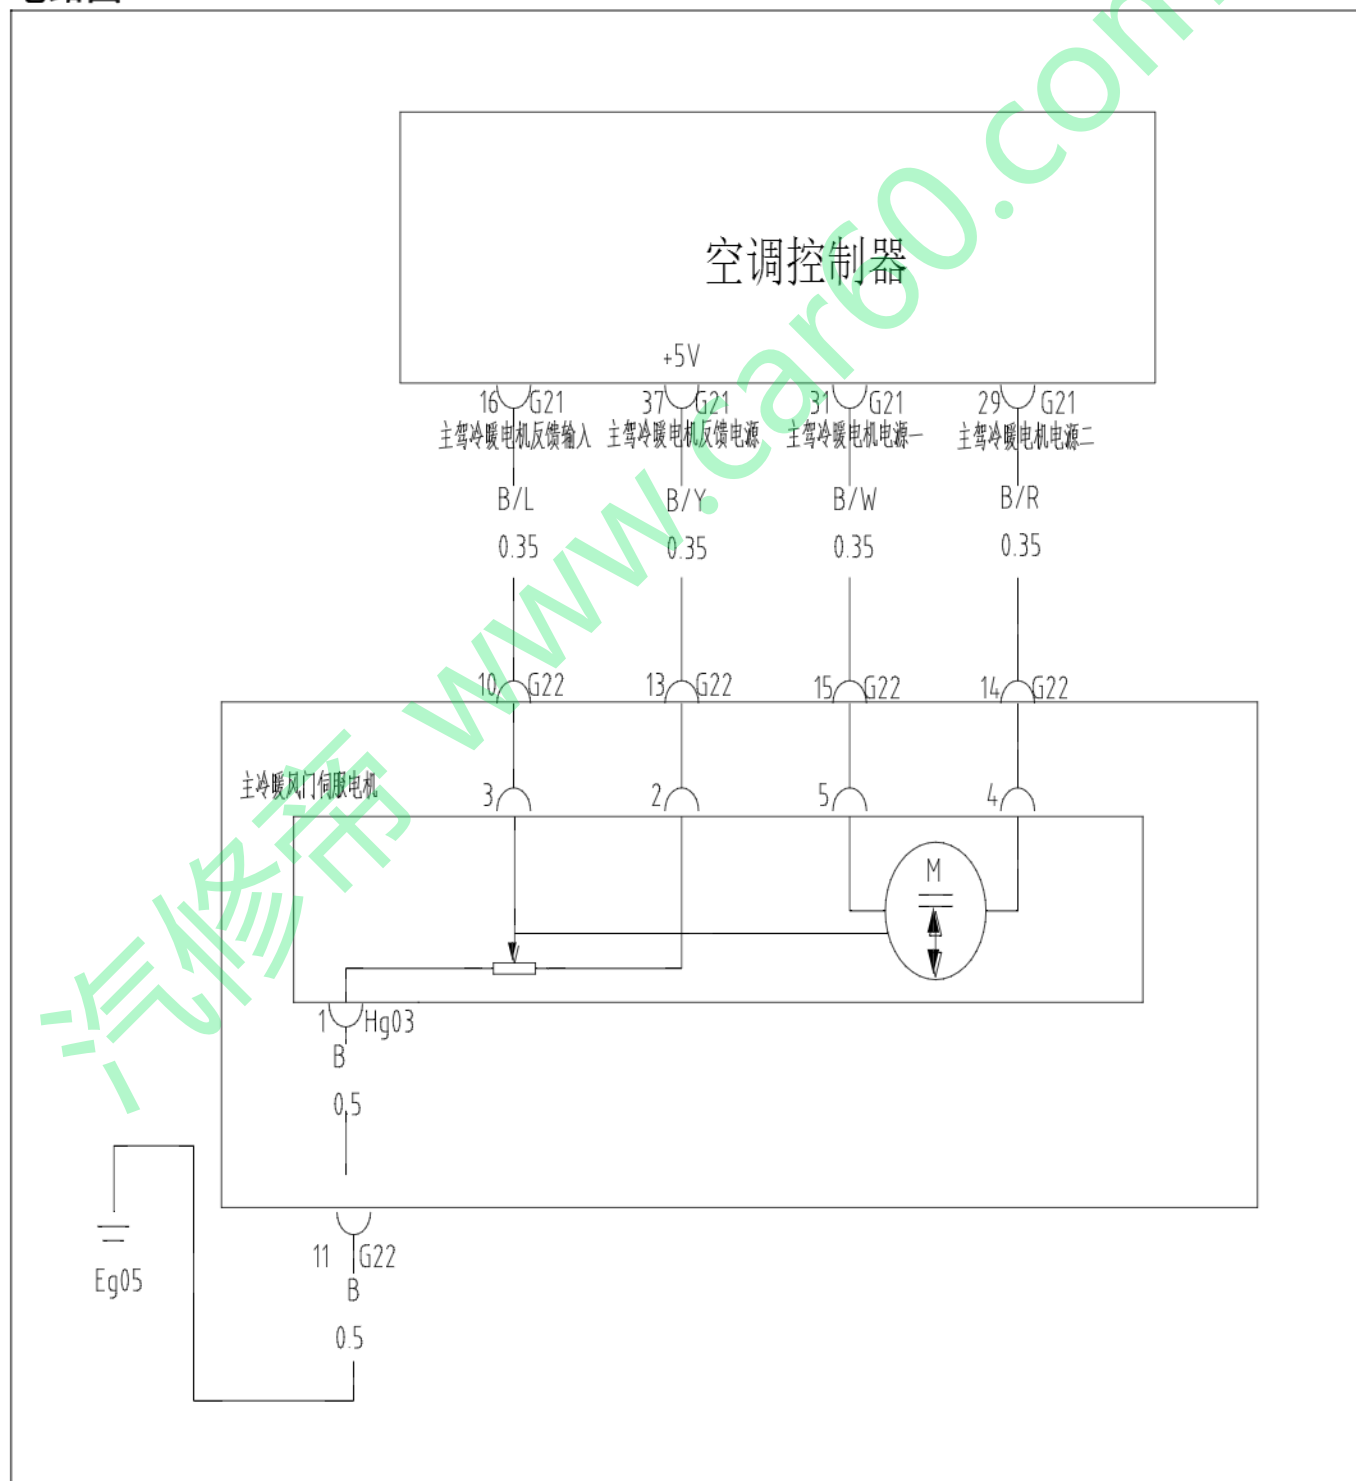 空调控制器
+5V
16 G21 37 G21 31 G21 29 G21
主驾冷暖电机反馈输入 主驾冷暖电机反馈电源 主驾冷暖电机电源一 主驾冷暖电机电源二
B/L B/Y B/W B/R
0.35 0.35 0.35 0.35
10 G22 13 G22 15 G22 14 G22
主冷暖风门伺服电机
3 2 5 4
M
1 Hg03
B
0.5
11 G22
Eg05
B
0.5
汽修帝 www.car60.com